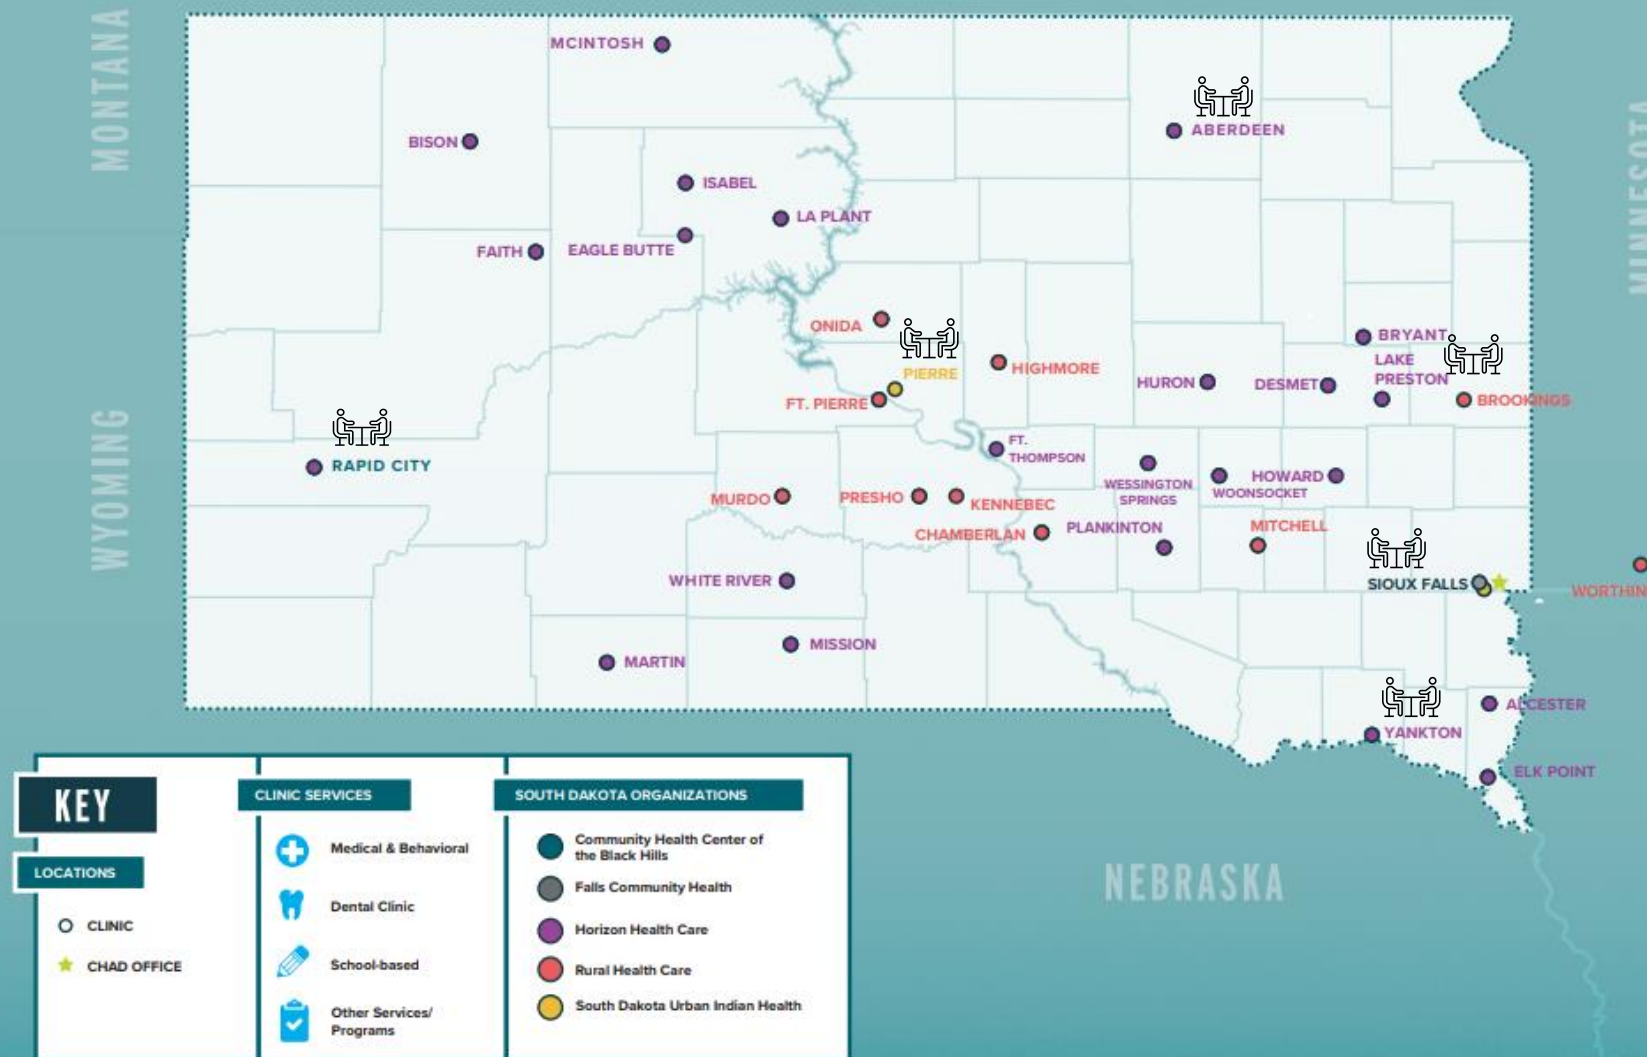 MONTANA
MCINTOSH
ABERDEEN
BISON
ISABEL
LA PLANT
FAITH
EAGLE BUTTE
ONIDA
PIERRE
HIGHMORE
FT. PIERRE
BRYANT
LAKE
PRESTON
HURON
DESMET
BROOKINGS
RAPID CITY
FT.
THOMPSON
WESSINGTON
SPRINGS
WOONSOCKET
HOWARD
MURDO
PRESHO
KENNEBEC
CHAMBERLAN
PLANKINTON
MITCHELL
WYOMING
WHITE RIVER
SIOUX FALLS
WORTHIN
MISSION
MARTIN
ALCESTER
YANKTON
ELK POINT
MINNESOTA
NEBRASKA
KEY
LOCATIONS
CLINIC
CHAD OFFICE
CLINIC SERVICES
Medical & Behavioral
Dental Clinic
School-based
Other Services/
Programs
SOUTH DAKOTA ORGANIZATIONS
Community Health Center of
the Black Hills
Falls Community Health
Horizon Health Care
Rural Health Care
South Dakota Urban Indian Health